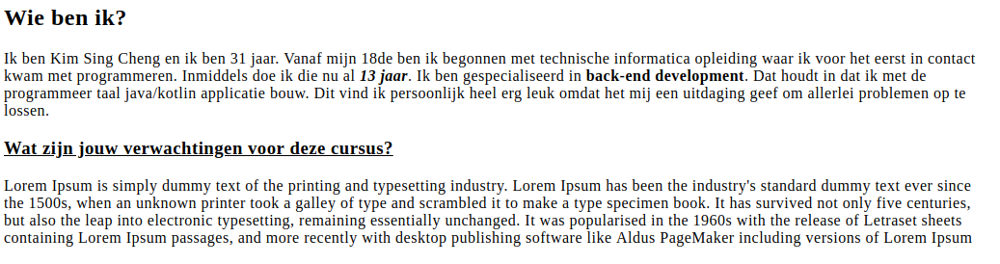 Wie ben ik?
Ik ben Kim Sing Cheng en ik ben 31 jaar. Vanaf mijn 18de ben ik begonnen met technische informatica opleiding waar ik voor het eerst in contact
kwam met programmeren. Inmiddels doe ik die nu al 13 jaar. Ik ben gespecialiseerd in back-end development. Dat houdt in dat ik met de
programmeer taal java/kotlin applicatie bouw. Dit vind ik persoonlijk heel erg leuk omdat het mij een uitdaging geef om allerlei problemen op te
lossen.
Wat zijn jouw verwachtingen voor deze cursus?
Lorem Ipsum is simply dummy text of the printing and typesetting industry. Lorem Ipsum has been the industry's standard dummy text ever since
the 1500s, when an unknown printer took a galley of type and scrambled it to make a type specimen book. It has survived not only five centuries,
but also the leap into electronic typesetting, remaining essentially unchanged. It was popularised in the 1960s with the release of Letraset sheets
containing Lorem Ipsum passages, and more recently with desktop publishing software like Aldus PageMaker including versions of Lorem Ipsum